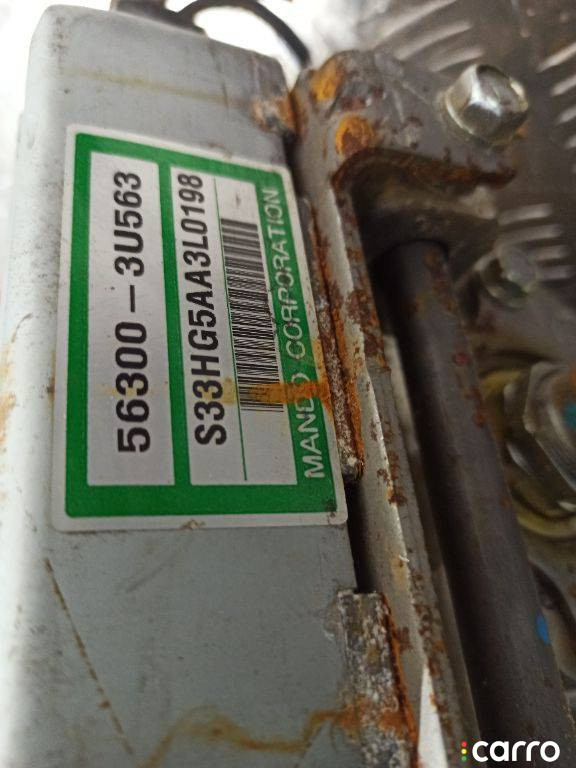 56300-3U563
S33HG5AA3L0198
MANDO CORPORATION
carro